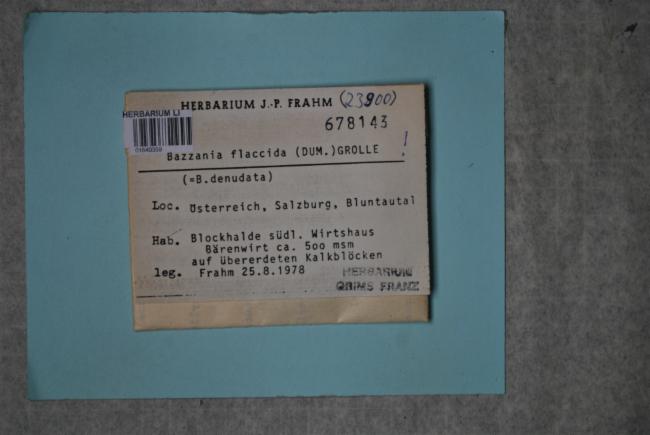 HERBARIUM J.-P. FRAHM (23900)
678143
HERBARIUM LI
01640359
!
Bazzania flaccida (DUM.) GROLLE
(=B.denudata)
Loc. Österreich, Salzburg, Bluntautal
Hab. Blockhalde südl. Wirtshaus
Bärenwirt ca. 500 msm
auf übererdeten Kalkblöcken
leg. Frahm 25.8.1978
HERBARIUM
GRIMS FRANZ